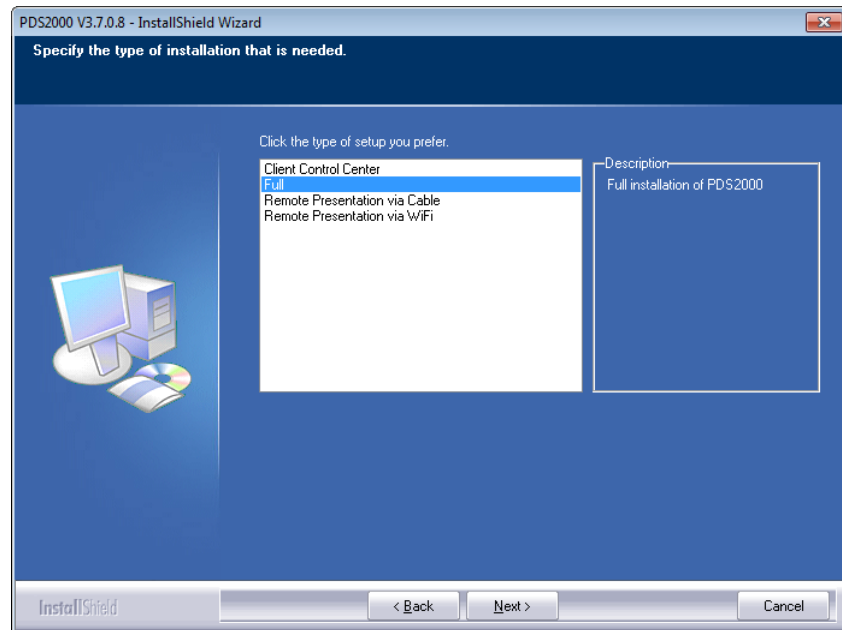 PDS2000 V3.7.0.8 - InstallShield Wizard
Specify the type of installation that is needed.
Click the type of setup you prefer.
Client Control Center
Full
Remote Presentation via Cable
Remote Presentation via WiFi
Description
Full installation of PDS2000
InstallShield
< Back
Next >
Cancel